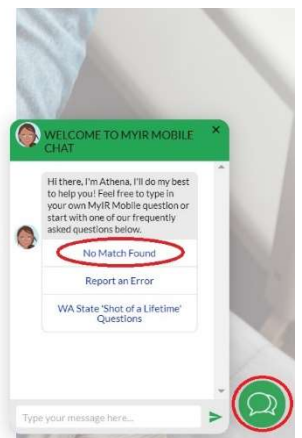 WELCOME TO MYIR MOBILE
CHAT
×
Hi there, I'm Athena, I'll do my best
to help you! Feel free to type in
your own MyIR Mobile question or
start with one of our frequently
asked questions below.
No Match Found
Report an Error
WA State 'Shot of a Lifetime'
Questions
Type your message here...